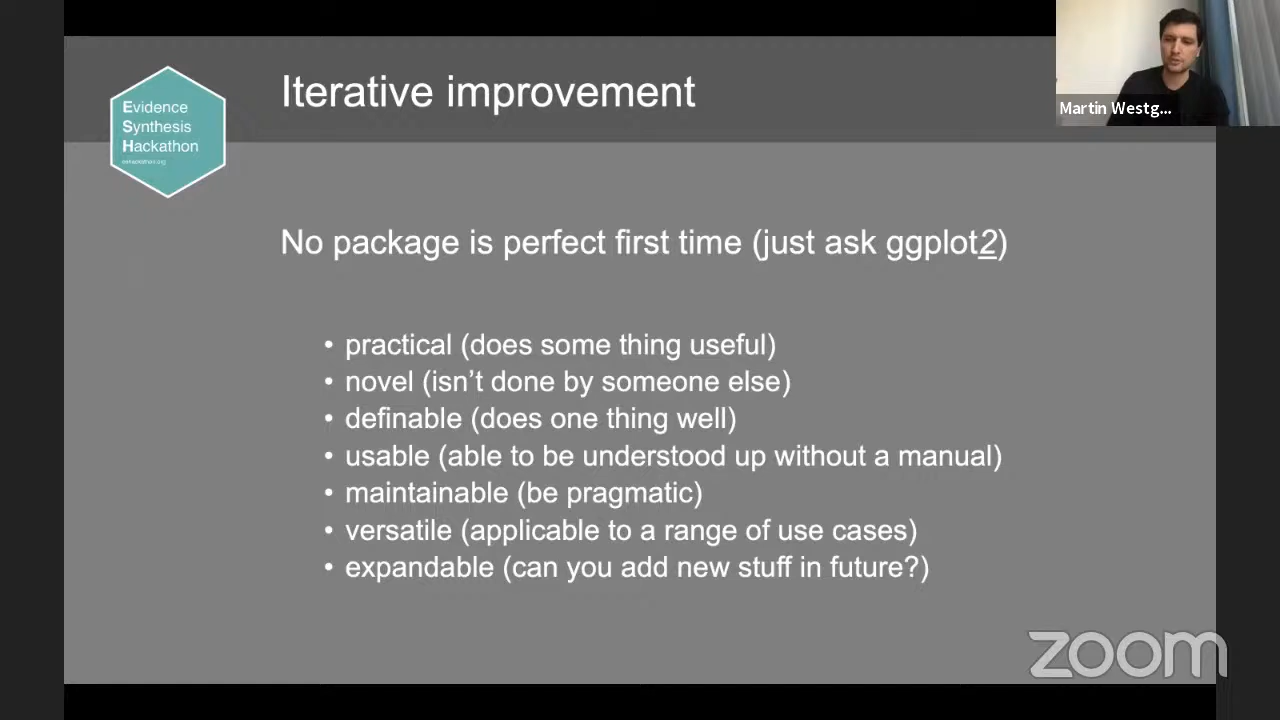 Iterative improvement
Evidence
Synthesis
Hackathon
Martin Westg...
No package is perfect first time (just ask ggplot2)
• practical (does some thing useful)
• novel (isn’t done by someone else)
• definable (does one thing well)
• usable (able to be understood up without a manual)
• maintainable (be pragmatic)
• versatile (applicable to a range of use cases)
• expandable (can you add new stuff in future?)
zoom